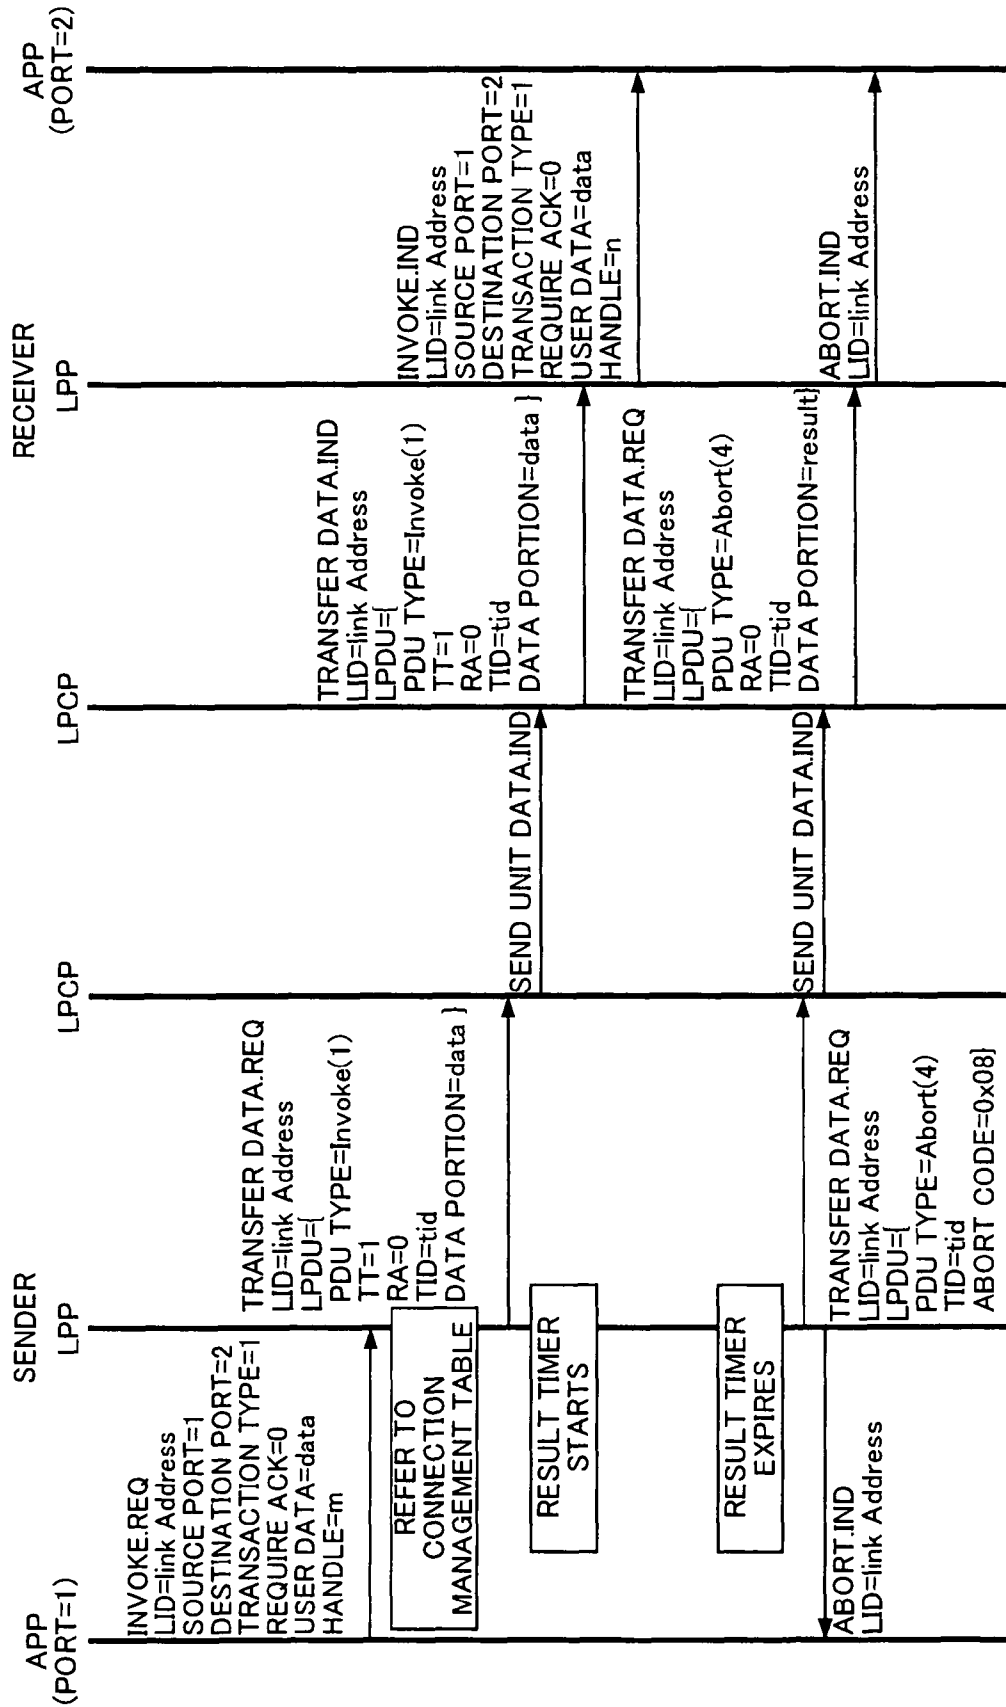 SENDER
RECEIVER
APP
(PORT=1)
LPP
LPCP
LPCP
LPP
APP
(PORT=2)
INVOKE.REQ
LID=link Address
SOURCE PORT=1
DESTINATION PORT=2
TRANSACTION TYPE=1
REQUIRE ACK=0
USER DATA=data
HANDLE=m
REFER TO
CONNECTION
MANAGEMENT TABLE
TRANSFER DATA.REQ
LID=link Address
LPDU={
PDU TYPE=Invoke(1)
TT=1
RA=0
TID=tid
DATA PORTION=data }
RESULT TIMER
STARTS
SEND UNIT DATA.IND
TRANSFER DATA.IND
LID=link Address
LPDU={
PDU TYPE=Invoke(1)
TT=1
RA=0
TID=tid
DATA PORTION=data }
INVOKE.IND
LID=link Address
SOURCE PORT=1
DESTINATION PORT=2
TRANSACTION TYPE=1
REQUIRE ACK=0
USER DATA=data
HANDLE=n
RESULT TIMER
EXPIRES
ABORT.IND
LID=link Address
TRANSFER DATA.REQ
LID=link Address
LPDU={
PDU TYPE=Abort(4)
TID=tid
ABORT CODE=0x08}
SEND UNIT DATA.IND
TRANSFER DATA.REQ
LID=link Address
LPDU={
PDU TYPE=Abort(4)
RA=0
TID=tid
DATA PORTION=result}
ABORT.IND
LID=link Address